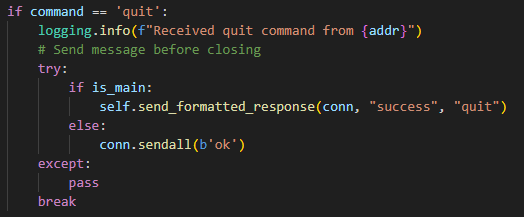 if command == 'quit':
    logging.info(f"Received quit command from {addr}")
    # Send message before closing
    try:
        if is_main:
            self.send_formatted_response(conn, "success", "quit")
        else:
            conn.sendall(b'ok')
    except:
        pass
    break